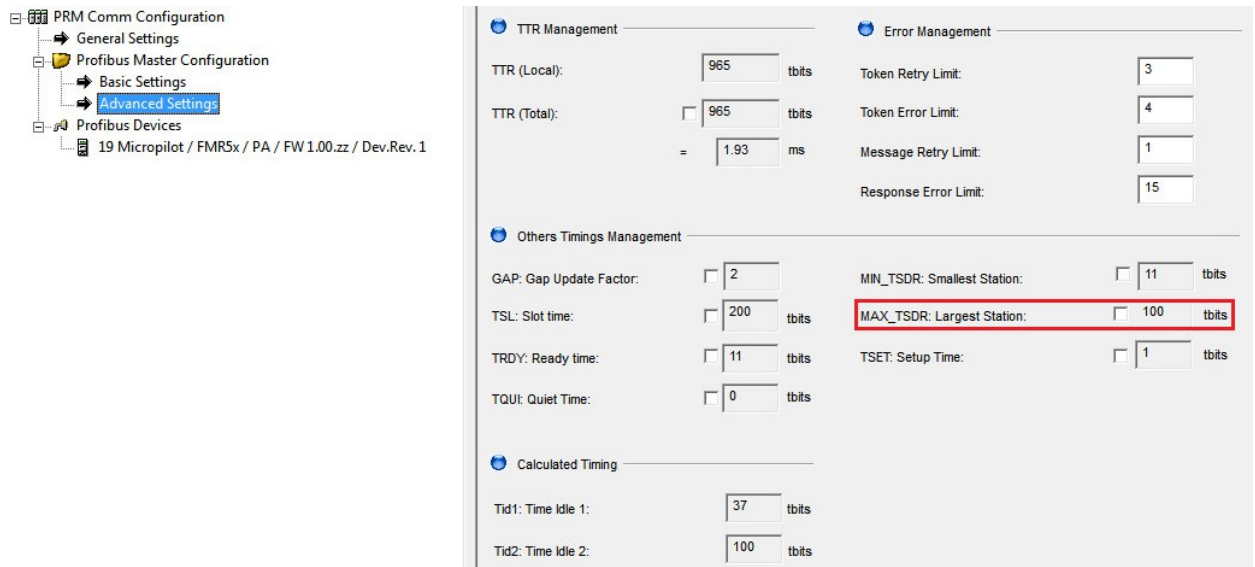 PRM Comm Configuration
General Settings
Profibus Master Configuration
Basic Settings
Advanced Settings
Profibus Devices
19 Micropilot / FMR5x / PA / FW 1.00.zz / Dev.Rev. 1
TTR Management
TTR (Local): 965 tbits
TTR (Total): 965 tbits
= 1.93 ms
Error Management
Token Retry Limit: 3
Token Error Limit: 4
Message Retry Limit: 1
Response Error Limit: 15
Others Timings Management
GAP: Gap Update Factor: 2
TSL: Slot time: 200 tbits
TRDY: Ready time: 11 tbits
TQUI: Quiet Time: 0 tbits
MIN_TSDR: Smallest Station: 11 tbits
MAX_TSDR: Largest Station: 100 tbits
TSET: Setup Time: 1 tbits
Calculated Timing
Tid1: Time Idle 1: 37 tbits
Tid2: Time Idle 2: 100 tbits